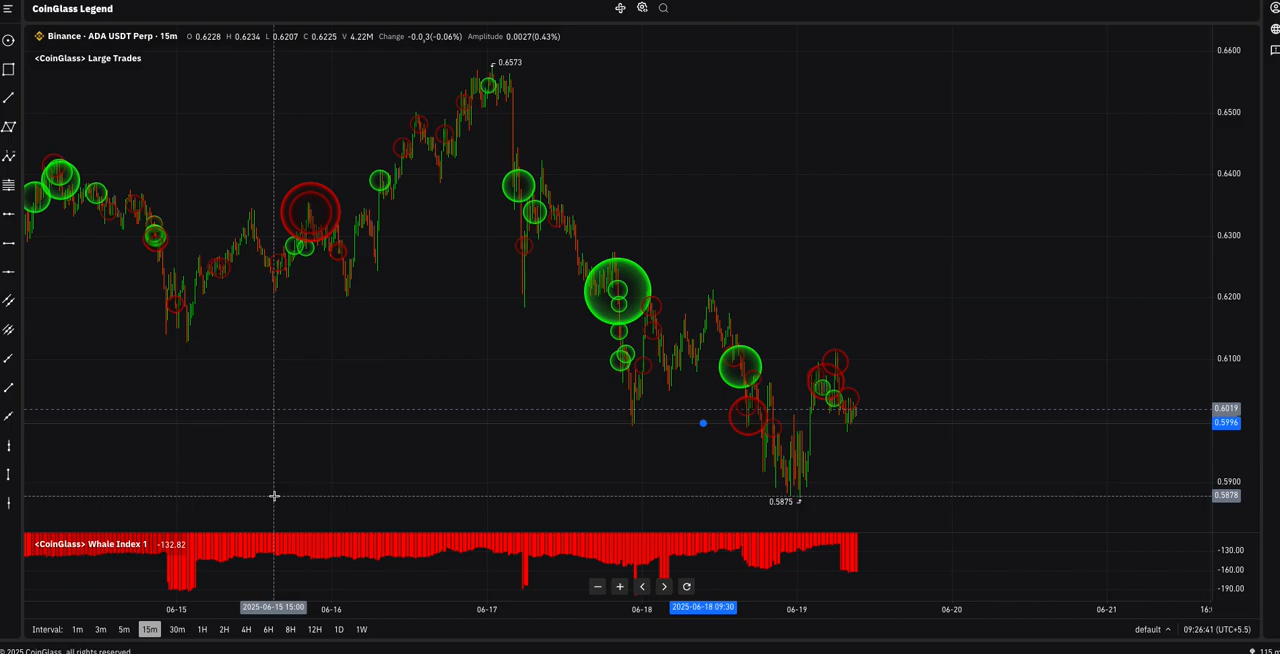 CoinGlass Legend
Binance · ADA USDT Perp · 15m O 0.6228 H 0.6234 L 0.6207 C 0.6225 V 4.22M Change -0.0₃3(-0.06%) Amplitude 0.0027(0.43%)
<CoinGlass> Large Trades
0.6600
0.6573
0.6500
0.6400
0.6300
0.6200
0.6100
0.6019
0.5996
0.5900
0.5878
0.5875
<CoinGlass> Whale Index 1 -132.82
-130.00
-160.00
-190.00
06-15 2025-06-15 15:00 06-16 06-17 06-18 2025-06-18 09:30 06-19 06-20 06-21
Interval: 1m 3m 5m 15m 30m 1H 2H 4H 6H 8H 12H 1D 1W default 09:26:41 (UTC+5.5)
© 2025 CoinGlass, all rights reserved 115 m